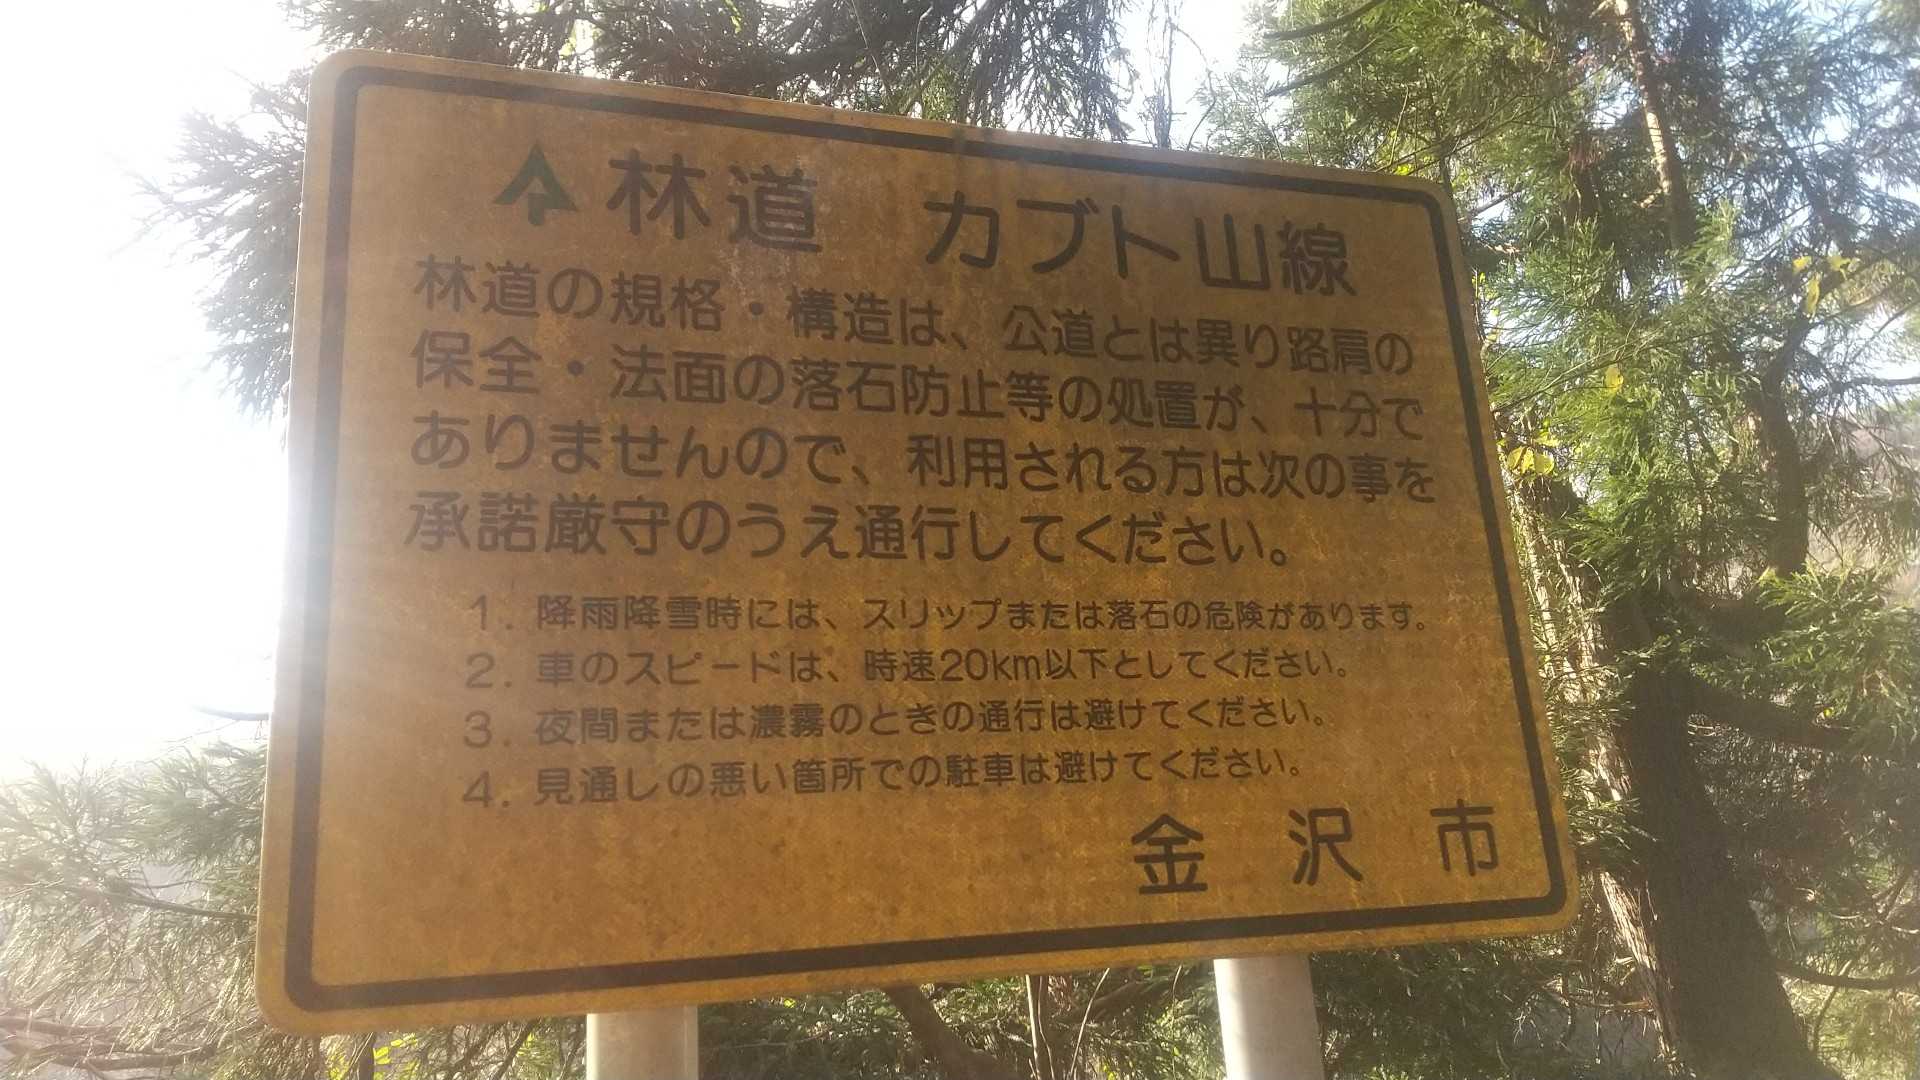 林道　カブト山線
林道の規格・構造は、公道とは異り路肩の
保全・法面の落石防止等の処置が、十分で
ありませんので、利用される方は次の事を
承諾厳守のうえ通行してください。
1. 降雨降雪時には、スリップまたは落石の危険があります。
2. 車のスピードは、時速20km以下としてください。
3. 夜間または濃霧のときの通行は避けてください。
4. 見通しの悪い箇所での駐車は避けてください。
金沢市